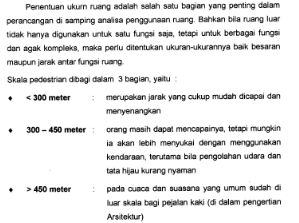 Penentuan ukurn ruang adalah salah satu bagian yang penting dalam
perancangan di samping analisa penggunaan ruang. Bahkan bila ruang luar
tidak hanya digunakan untuk satu fungsi saja, tetapi untuk berbagai fungsi
dan agak kompleks, maka perlu ditentukan ukuran-ukurannya baik besaran
maupun jarak antar fungsi ruang.
Skala pedestrian dibagi dalam 3 bagian, yaitu :
♦ < 300 meter : merupakan jarak yang cukup mudah dicapai dan
menyenangkan
♦ 300 – 450 meter : orang masih dapat mencapainya, tetapi mungkin
ia akan lebih menyukai dengan menggunakan
kendaraan, terutama bila pengolahan udara dan
tata hijau kurang nyaman
♦ > 450 meter : pada cuaca dan suasana yang umum sudah di
luar skala bagi pejalan kaki (di dalam pengertian
Arsitektur)